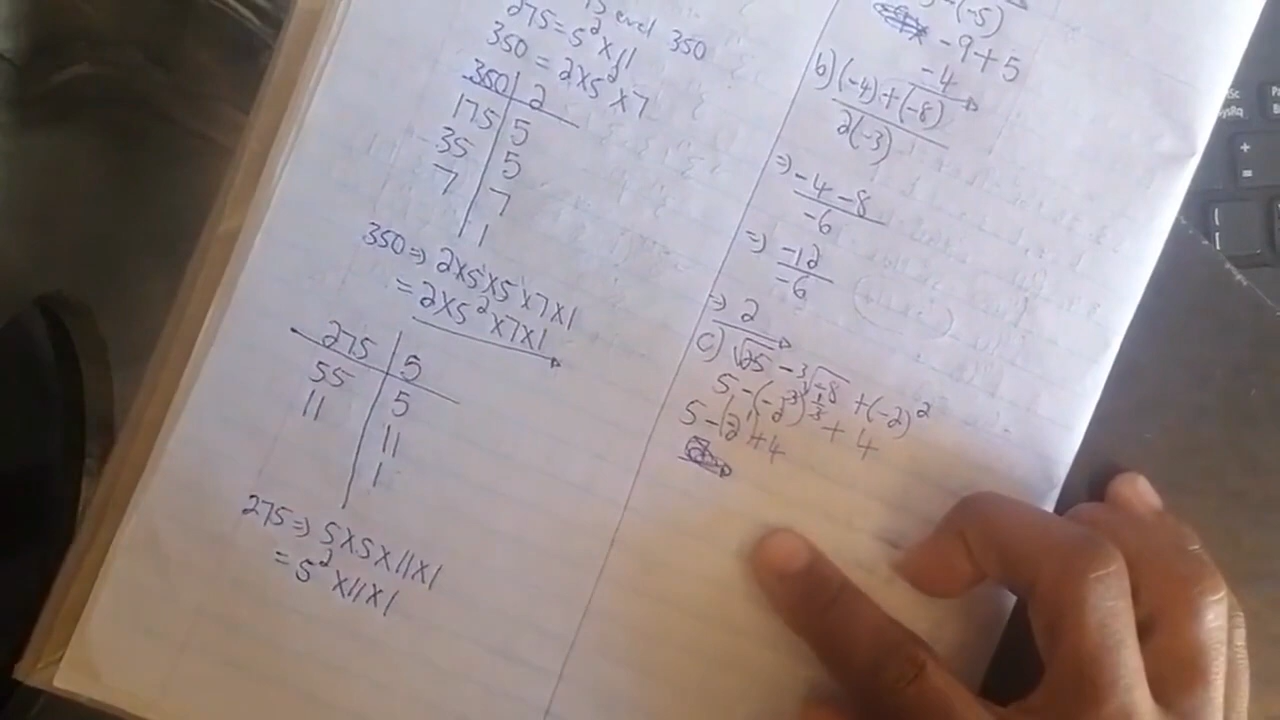 350
275 = 5² × 11
350 = 2 × 5² × 7
350 | 2
175 | 5
35 | 5
7 | 7
| 1
350 ⇒ 2 × 5 × 5 × 7 × 1
= 2 × 5² × 7 × 1
275 | 5
55 | 5
11 | 11
| 1
275 ⇒ 5 × 5 × 11 × 1
= 5² × 11 × 1
-(-5)
-9 + 5
-4
b) (-4) + (-8)
2(-3)
⇒ -4 -8
-6
⇒ -12
-6
⇒ 2
c) √25 - ³√-8 + (-2)²
5 - (-2³)^1/3 + 4
5 - (2) + 4